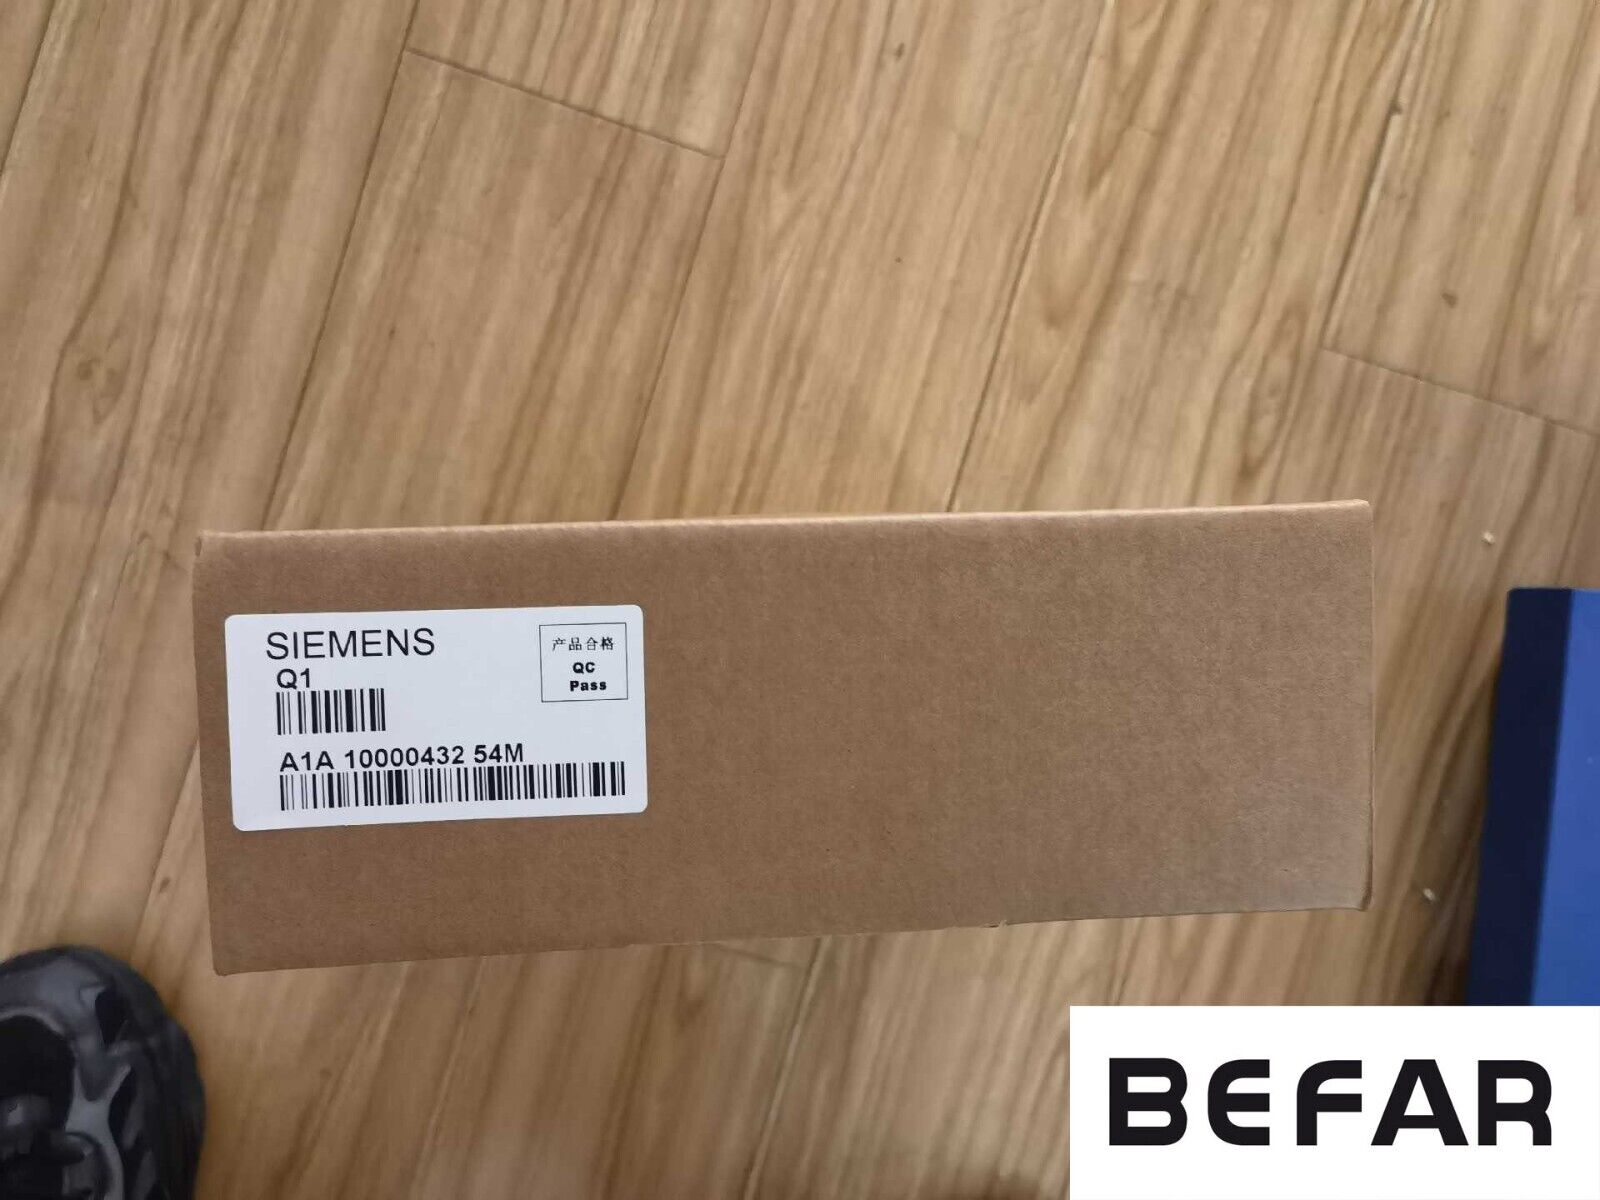 SIEMENS
Q1
产品合格
QC
Pass
A1A 10000432 54M
BEFAR